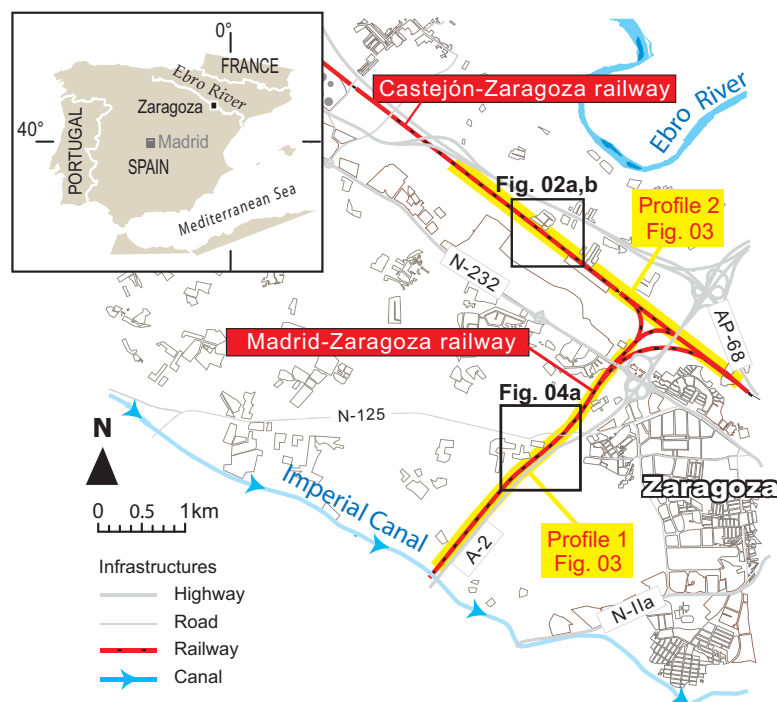 0°
FRANCE
Ebro River
Zaragoza
40°
Madrid
PORTUGAL
SPAIN
Mediterranean Sea
Castejón-Zaragoza railway
Ebro River
Fig. 02a,b
Profile 2
Fig. 03
N-232
AP-68
Madrid-Zaragoza railway
Fig. 04a
N-125
N
Imperial Canal
Zaragoza
0 0.5 1km
A-2
Profile 1
Fig. 03
N-IIa
Infrastructures
Highway
Road
Railway
Canal